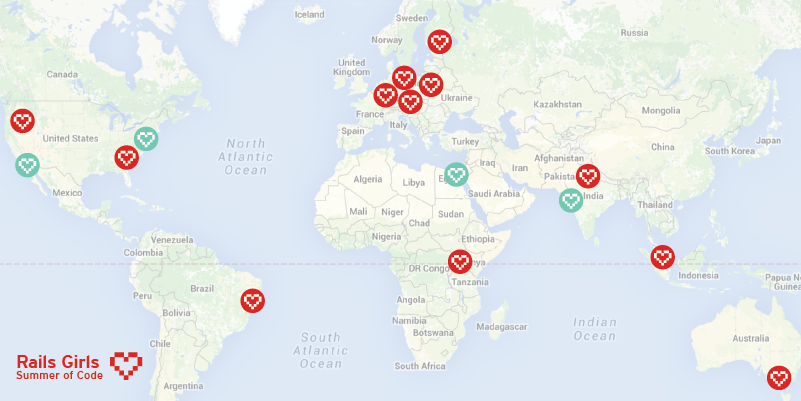 Iceland
Sweden
Norway
Russia
Canada
United
Kingdom
Ukraine
France
Kazakhstan
Mongolia
Italy
Spain
Turkey
United States
North
Atlantic
Ocean
Japan
South Korea
China
Afghanistan
Iraq
Iran
Pakista
Algeria
Libya
Eg
Saudi Arabia
India
Mexico
Mali
Niger
Chad
Sudan
Thailand
Nigeria
Ethiopia
Venezuela
Colombia
DR Congo
nya
Tanzania
Indonesia
Papua N
Guinea
Peru
Brazil
Bolivia
Angola
Namibia
Botswana
Madagascar
Indian
Ocean
South
Atlantic
Ocean
Chile
Australia
South Africa
Argentina
Rails Girls
Summer of Code